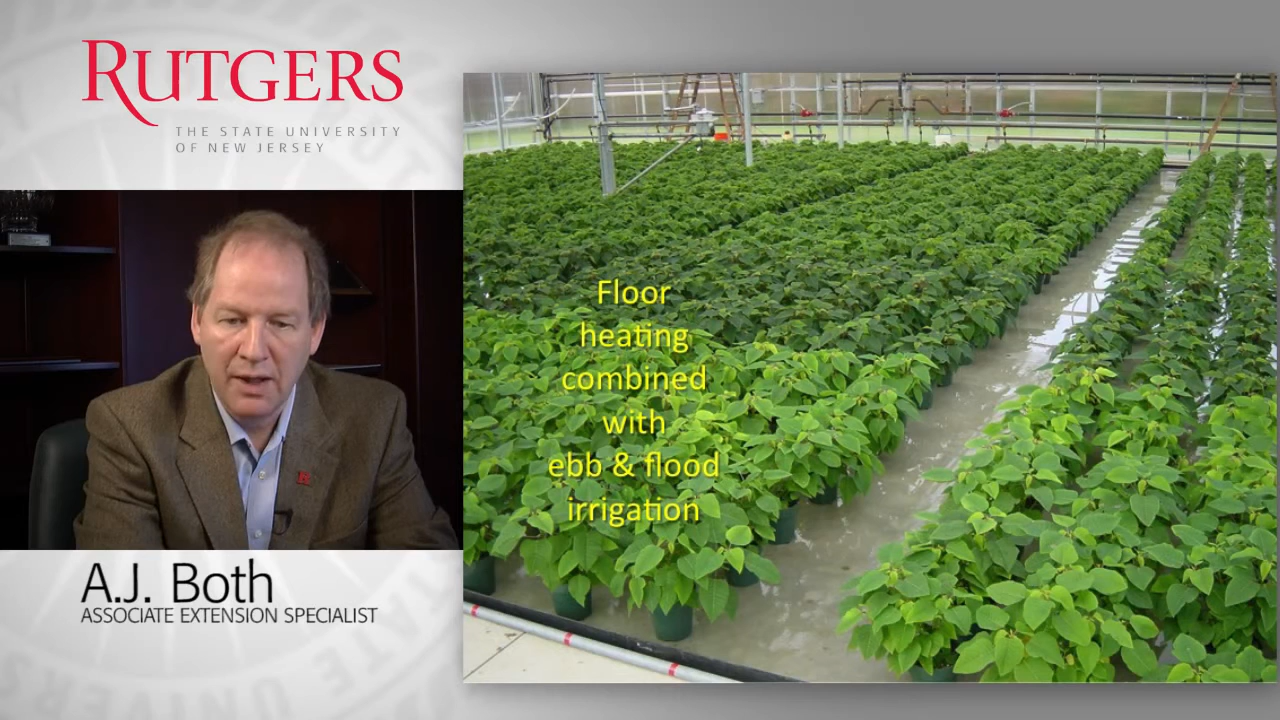 RUTGERS
THE STATE UNIVERSITY
OF NEW JERSEY
A.J. Both
ASSOCIATE EXTENSION SPECIALIST
Floor
heating
combined
with
ebb & flood
irrigation